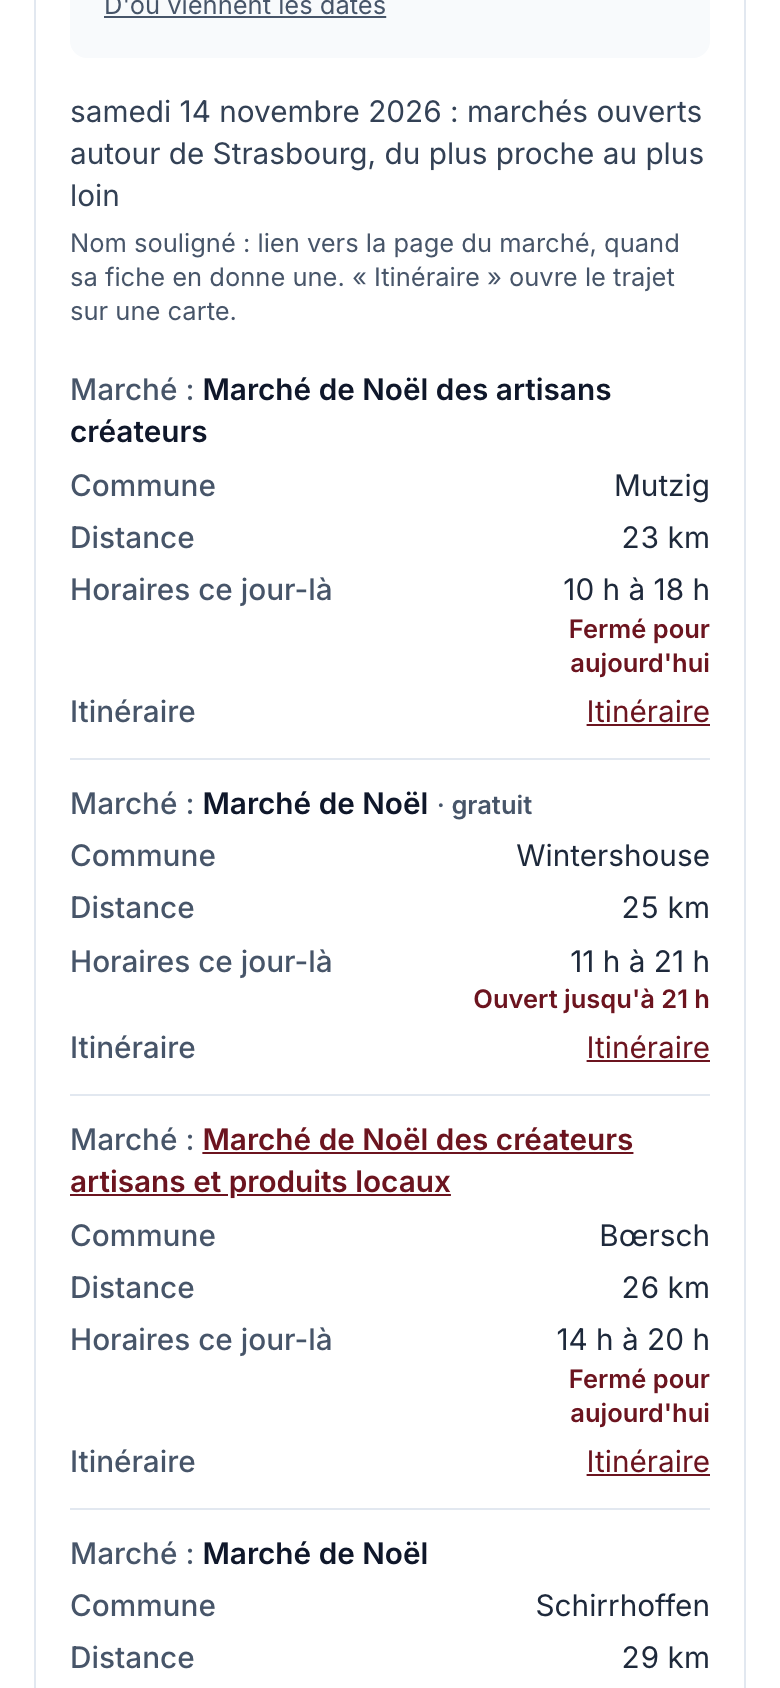 D'où viennent les dates
samedi 14 novembre 2026 : marchés ouverts
autour de Strasbourg, du plus proche au plus
loin
Nom souligné : lien vers la page du marché, quand
sa fiche en donne une. « Itinéraire » ouvre le trajet
sur une carte.
Marché : Marché de Noël des artisans
créateurs
Commune Mutzig
Distance 23 km
Horaires ce jour-là 10 h à 18 h
Fermé pour
aujourd'hui
Itinéraire Itinéraire
Marché : Marché de Noël · gratuit
Commune Wintershouse
Distance 25 km
Horaires ce jour-là 11 h à 21 h
Ouvert jusqu'à 21 h
Itinéraire Itinéraire
Marché : Marché de Noël des créateurs
artisans et produits locaux
Commune Bœrsch
Distance 26 km
Horaires ce jour-là 14 h à 20 h
Fermé pour
aujourd'hui
Itinéraire Itinéraire
Marché : Marché de Noël
Commune Schirrhoffen
Distance 29 km